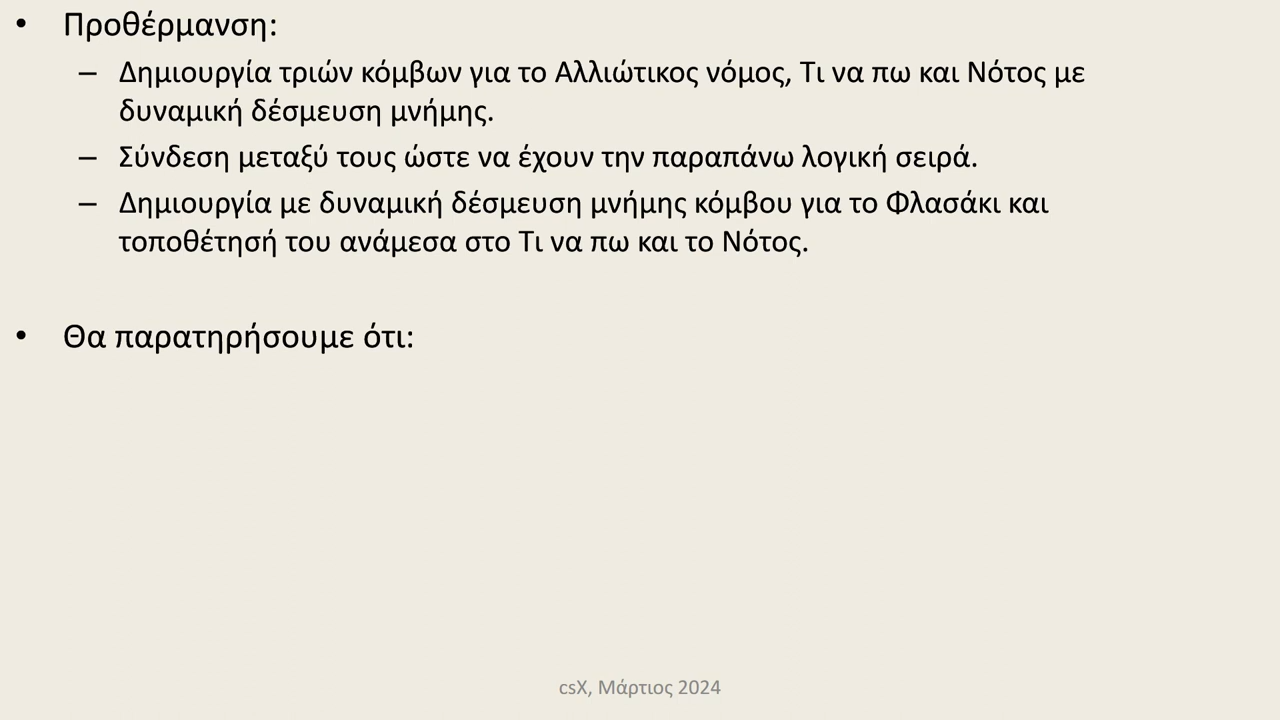 • Προθέρμανση:
– Δημιουργία τριών κόμβων για το Αλλιώτικος νόμος, Τι να πω και Νότος με
δυναμική δέσμευση μνήμης.
– Σύνδεση μεταξύ τους ώστε να έχουν την παραπάνω λογική σειρά.
– Δημιουργία με δυναμική δέσμευση μνήμης κόμβου για το Φλασάκι και
τοποθέτησή του ανάμεσα στο Τι να πω και το Νότος.
• Θα παρατηρήσουμε ότι:
csX, Μάρτιος 2024